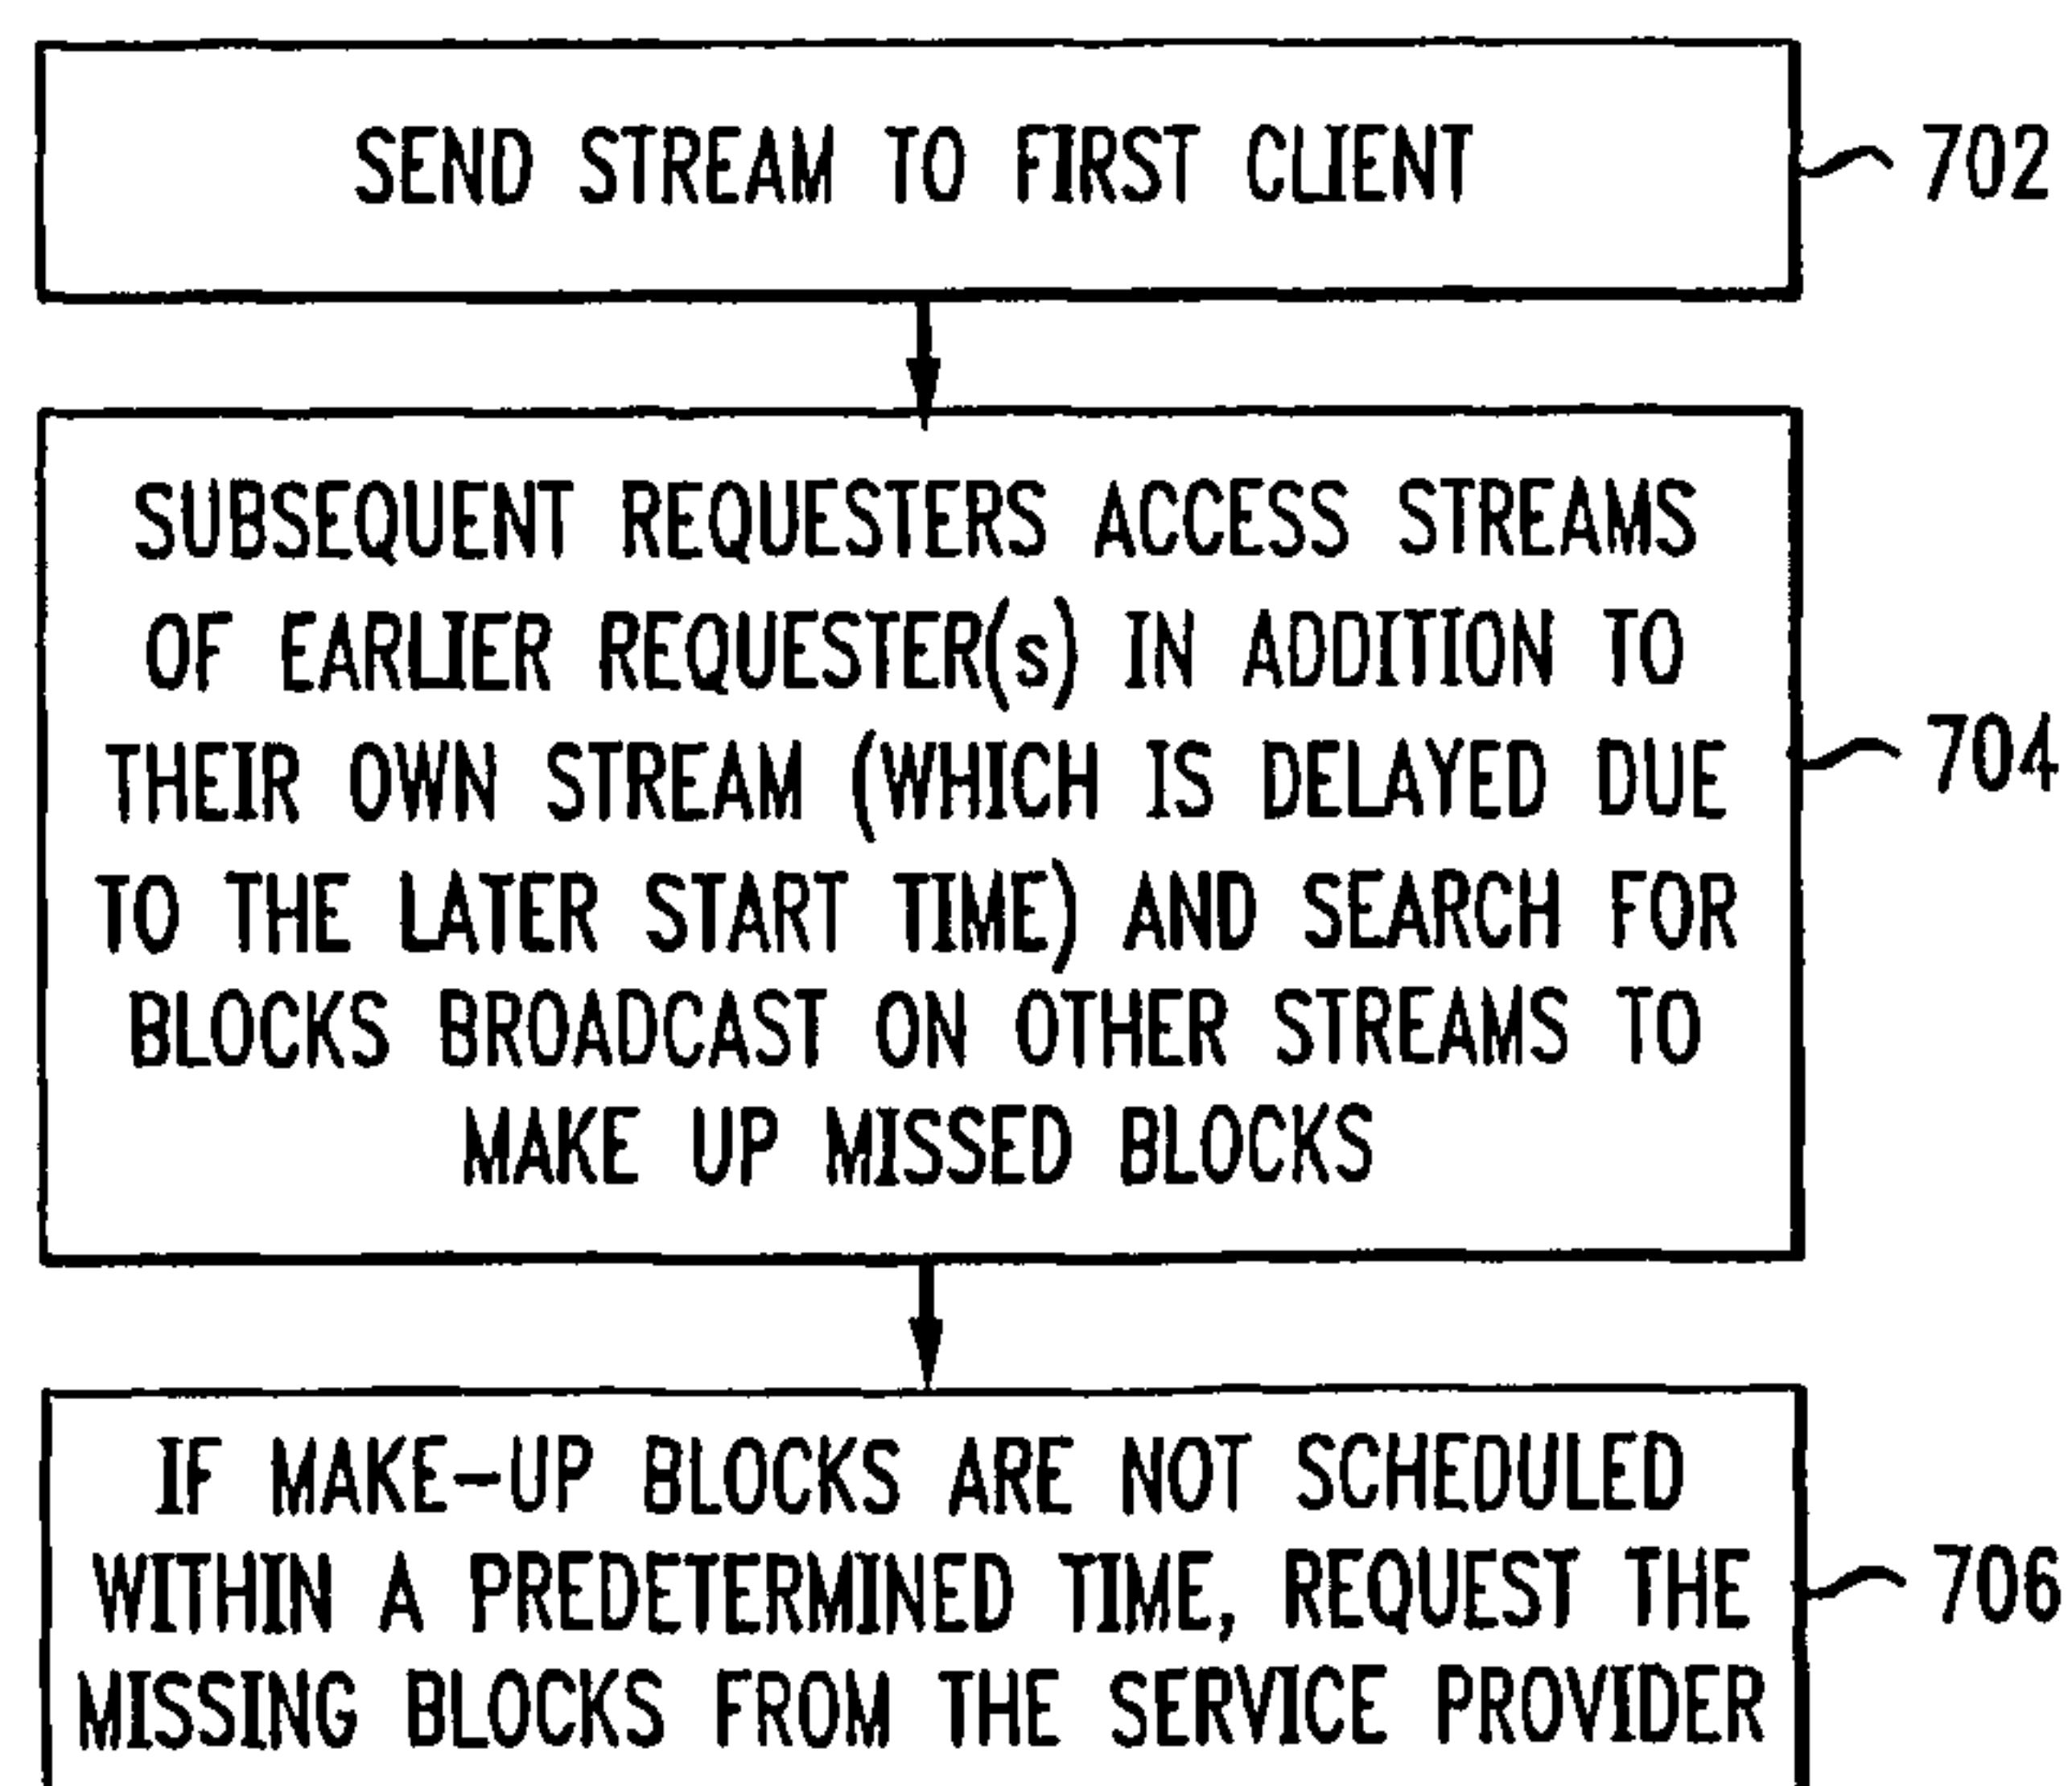 SEND STREAM TO FIRST CLIENT
702
SUBSEQUENT REQUESTERS ACCESS STREAMS
OF EARLIER REQUESTER(s) IN ADDITION TO
THEIR OWN STREAM (WHICH IS DELAYED DUE
TO THE LATER START TIME) AND SEARCH FOR
BLOCKS BROADCAST ON OTHER STREAMS TO
MAKE UP MISSED BLOCKS
704
IF MAKE-UP BLOCKS ARE NOT SCHEDULED
WITHIN A PREDETERMINED TIME, REQUEST THE
MISSING BLOCKS FROM THE SERVICE PROVIDER
706